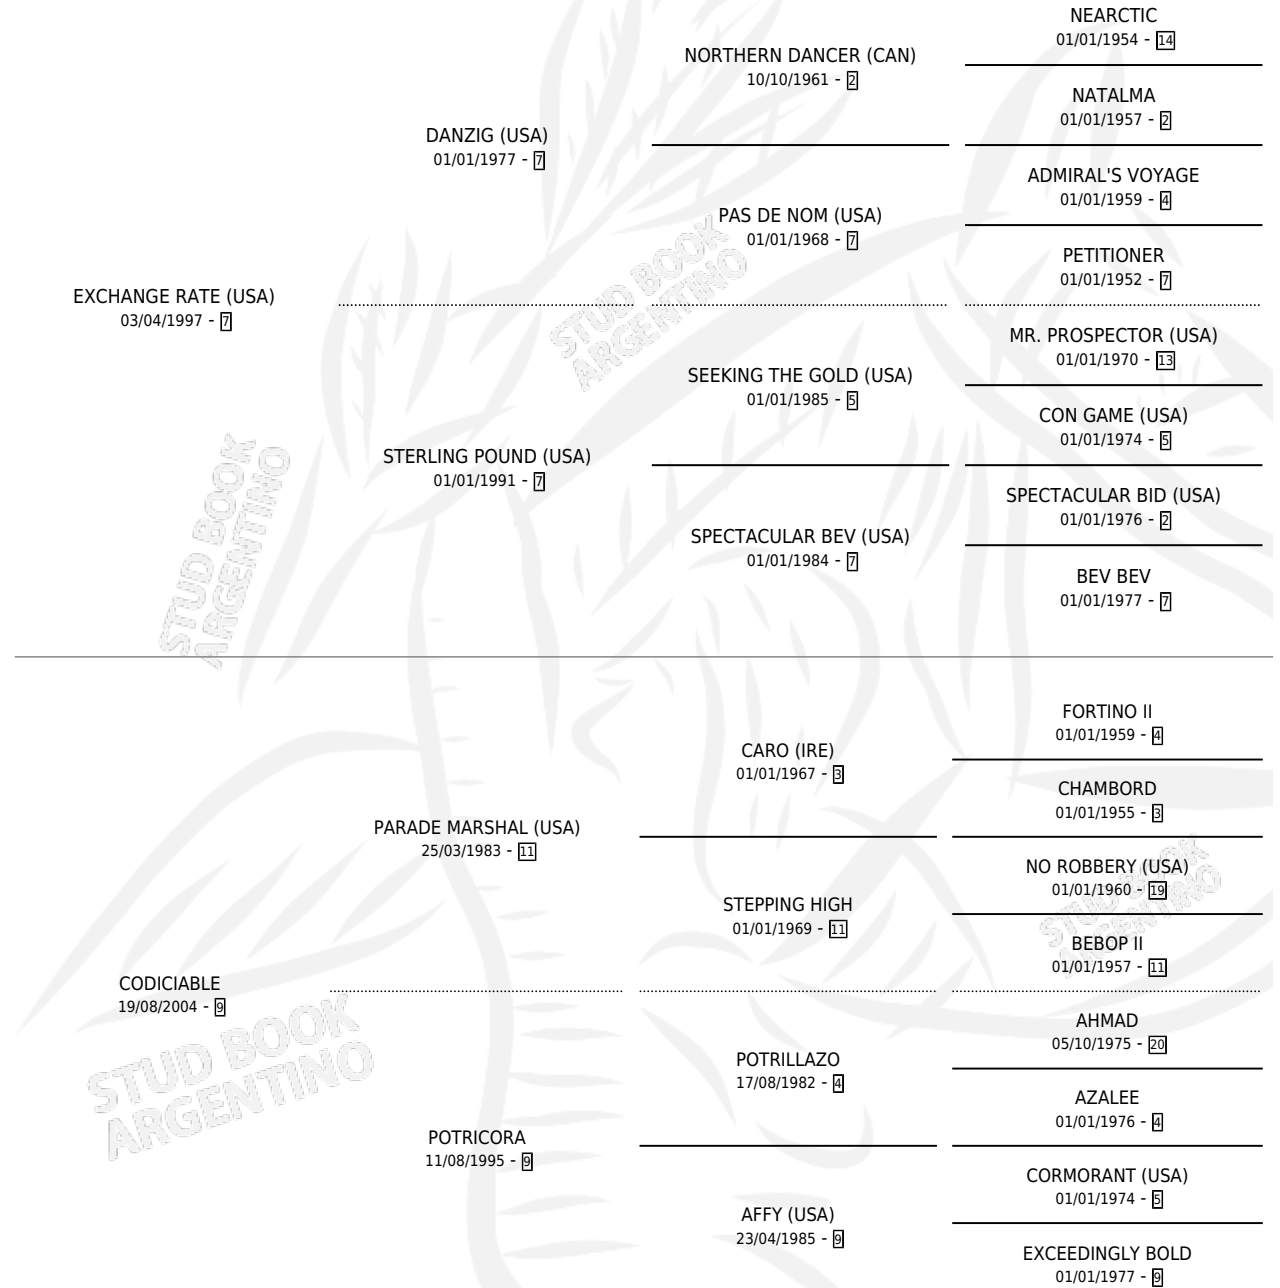 NEARCTIC
01/01/1954 - 14
NORTHERN DANCER (CAN)
10/10/1961 - 2
NATALMA
01/01/1957 - 2
DANZIG (USA)
01/01/1977 - 7
ADMIRAL'S VOYAGE
01/01/1959 - 4
PAS DE NOM (USA)
01/01/1968 - 7
PETITIONER
01/01/1952 - 7
EXCHANGE RATE (USA)
03/04/1997 - 7
STUD BOOK
ARGENTINO
MR. PROSPECTOR (USA)
01/01/1970 - 13
SEEKING THE GOLD (USA)
01/01/1985 - 5
CON GAME (USA)
01/01/1974 - 5
STERLING POUND (USA)
01/01/1991 - 7
SPECTACULAR BID (USA)
01/01/1976 - 2
SPECTACULAR BEV (USA)
01/01/1984 - 7
BEV BEV
01/01/1977 - 7
STUD BOOK
ARGENTINO
FORTINO II
01/01/1959 - 4
CARO (IRE)
01/01/1967 - 3
CHAMBORD
01/01/1955 - 3
PARADE MARSHAL (USA)
25/03/1983 - 11
NO ROBBERY (USA)
01/01/1960 - 19
STEPPING HIGH
01/01/1969 - 11
BEBOP II
01/01/1957 - 11
STUD BOOK
ARGENTINO
CODICIABLE
19/08/2004 - 9
AHMAD
05/10/1975 - 20
POTRILLAZO
17/08/1982 - 4
AZALEE
01/01/1976 - 4
STUD BOOK
ARGENTINO
POTRICORA
11/08/1995 - 9
CORMORANT (USA)
01/01/1974 - 5
AFFY (USA)
23/04/1985 - 9
EXCEEDINGLY BOLD
01/01/1977 - 9